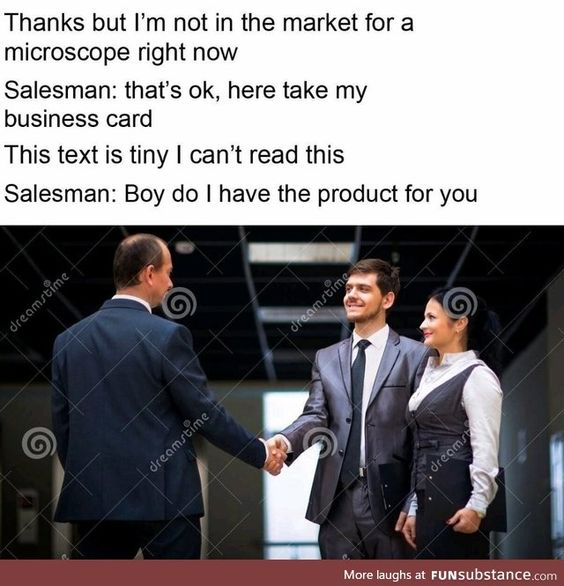 Thanks but I'm not in the market for a
microscope right now
Salesman: that's ok, here take my
business card
This text is tiny I can't read this
Salesman: Boy do I have the product for you
dreamstime
dreamstime
dreamstime
dreamstime
More laughs at FUNsubstance.com